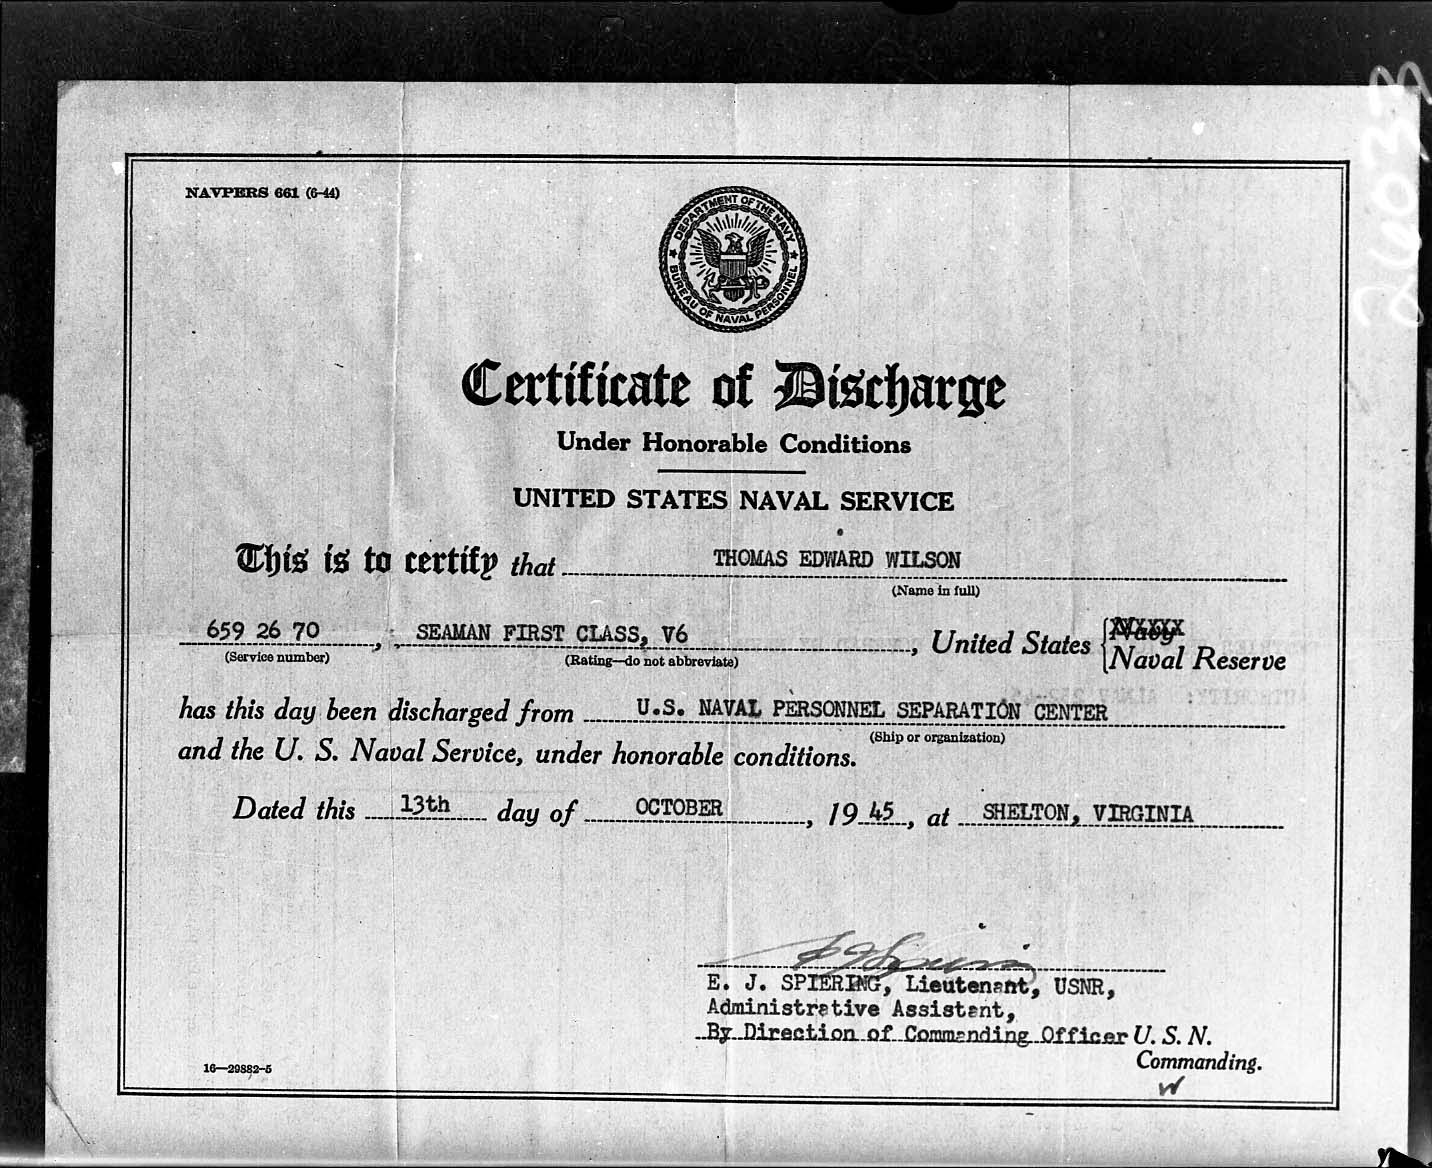 26033
NAVPERS 661 (6-44)
DEPARTMENT OF THE NAVY
BUREAU OF NAVAL PERSONNEL
Certificate of Discharge
Under Honorable Conditions
UNITED STATES NAVAL SERVICE
This is to certify that THOMAS EDWARD WILSON
(Name in full)
659 26 70, SEAMAN FIRST CLASS, V6, United States {Navy
Naval Reserve
(Service number) (Rating—do not abbreviate)
has this day been discharged from U.S. NAVAL PERSONNEL SEPARATION CENTER
(Ship or organization)
and the U. S. Naval Service, under honorable conditions.
Dated this 13th day of OCTOBER, 1945, at SHELTON, VIRGINIA
E. J. SPIERING, Lieutenant, USNR,
Administrative Assistant,
By Direction of Commanding Officer U. S. N.
Commanding.
W
16—29882-5